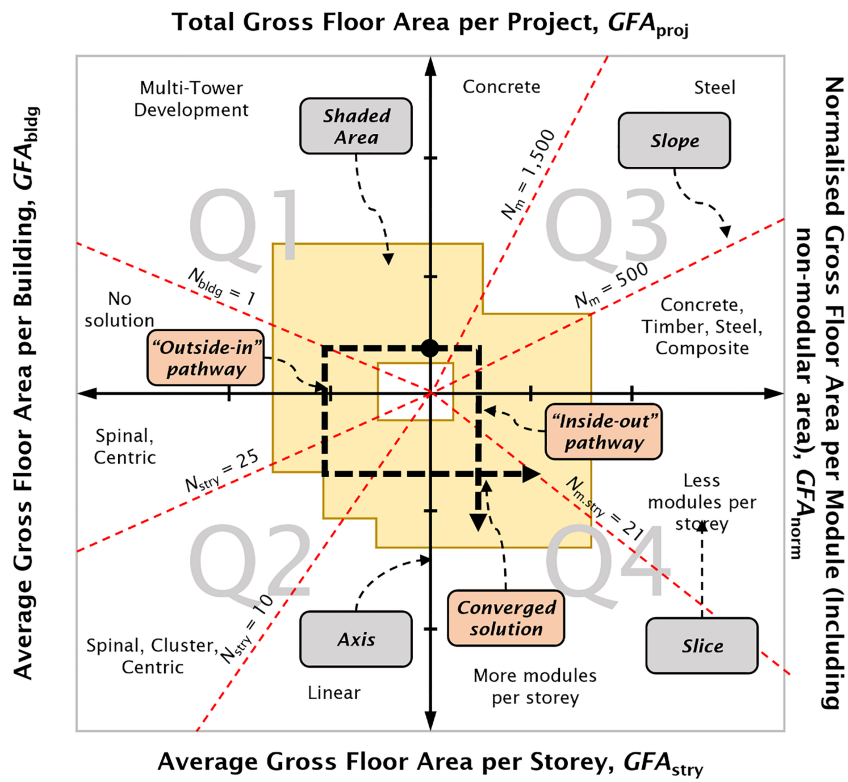 Total Gross Floor Area per Project, GFAproj
Multi-Tower
Development
Concrete
Steel
Shaded
Area
Slope
Q1
Q3
Nm = 1,500
Nbldg = 1
Nm = 500
No
solution
Concrete,
Timber, Steel,
Composite
“Outside-in”
pathway
“Inside-out”
pathway
Spinal,
Centric
Nstry = 25
Nm.stry = 21
Less
modules per
storey
Q2
Q4
Nstry = 10
Converged
solution
Axis
Slice
Spinal, Cluster,
Centric
Linear
More modules
per storey
Average Gross Floor Area per Storey, GFAstry
Average Gross Floor Area per Building, GFAbldg
Normalised Gross Floor Area per Module (Including
non-modular area), GFAnorm